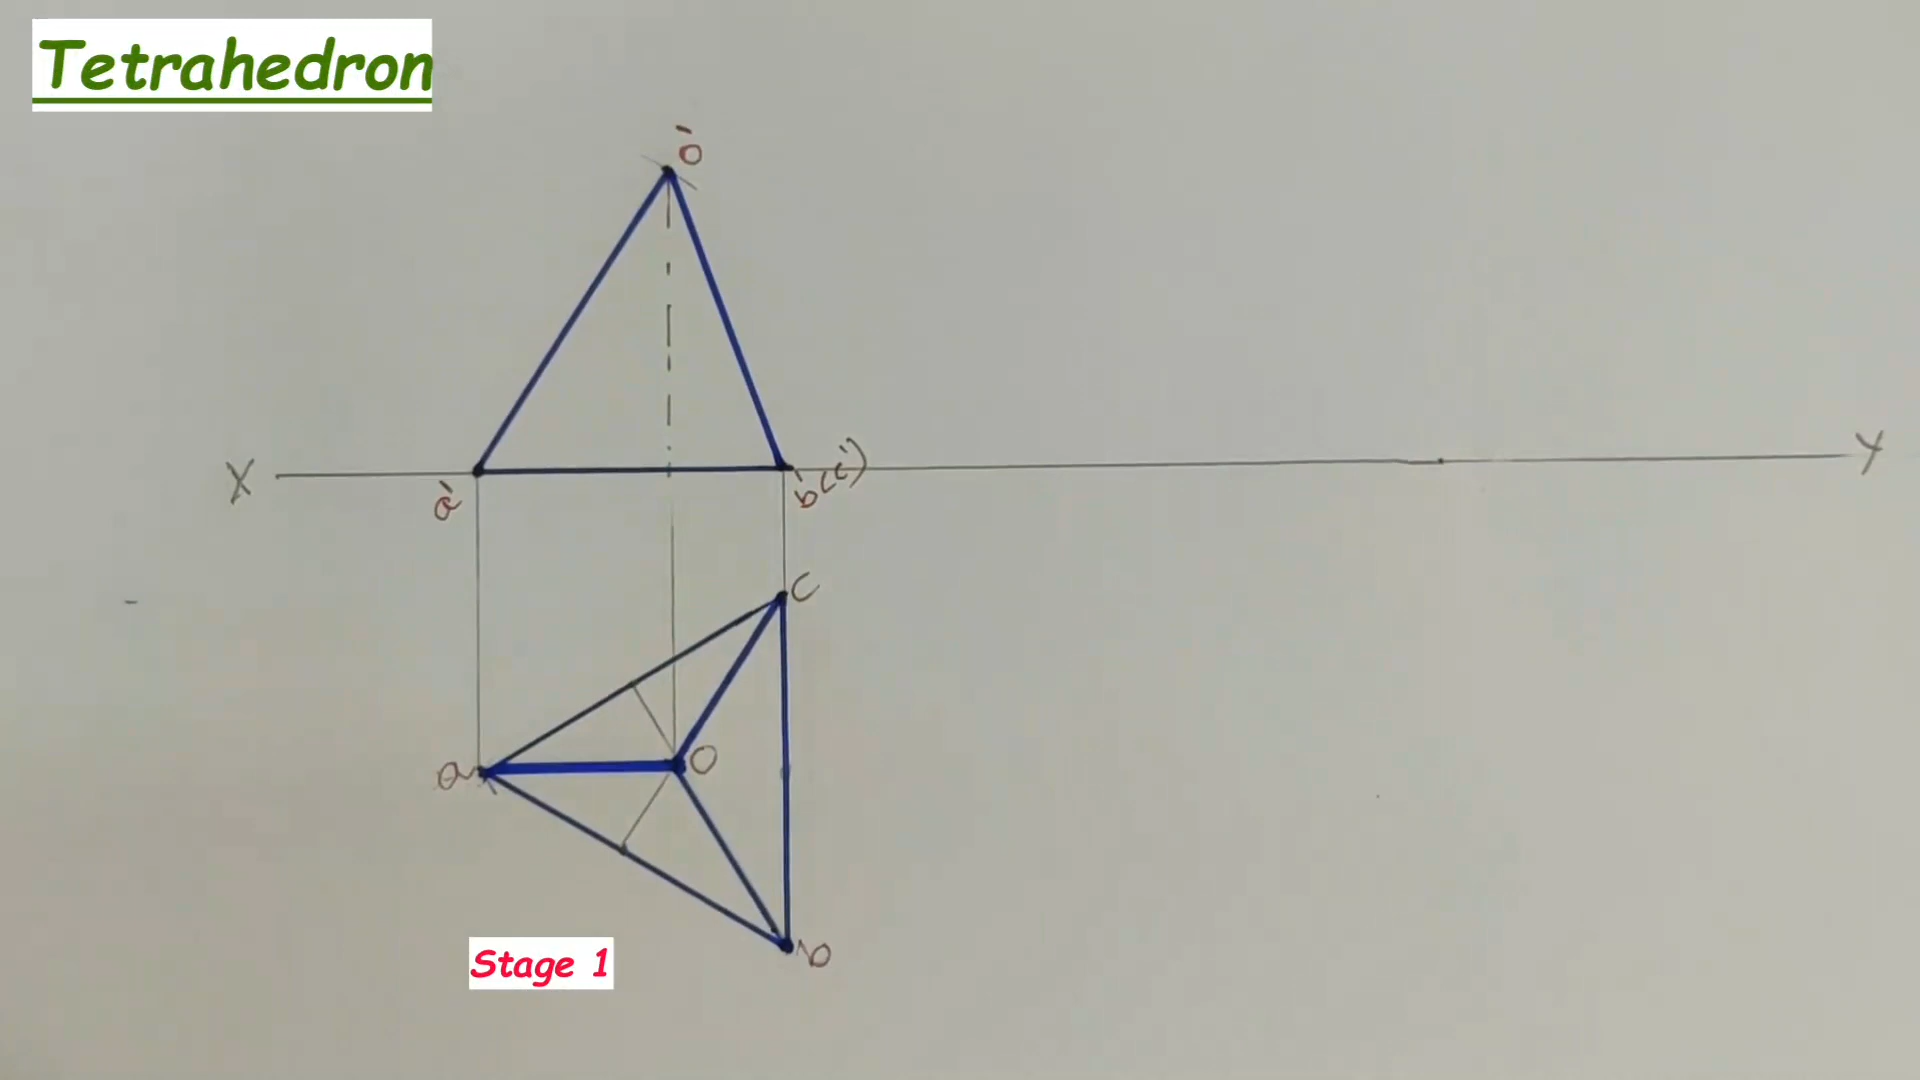 Tetrahedron
o'
X
Y
a'
b'(c')
c
a
o
b
Stage 1